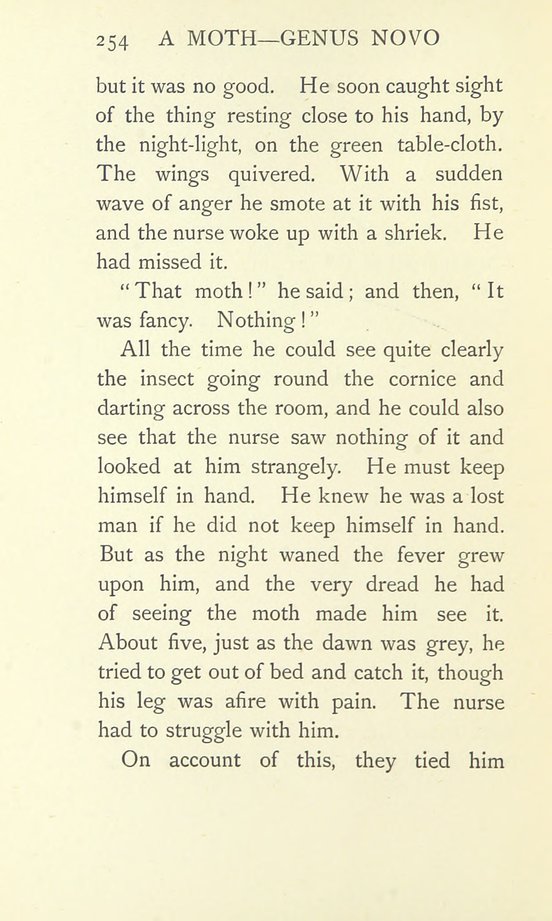 254 A MOTH—GENUS NOVO
but it was no good. He soon caught sight
of the thing resting close to his hand, by
the night-light, on the green table-cloth.
The wings quivered. With a sudden
wave of anger he smote at it with his fist,
and the nurse woke up with a shriek. He
had missed it.
"That moth!" he said; and then, "It
was fancy. Nothing!"
All the time he could see quite clearly
the insect going round the cornice and
darting across the room, and he could also
see that the nurse saw nothing of it and
looked at him strangely. He must keep
himself in hand. He knew he was a lost
man if he did not keep himself in hand.
But as the night waned the fever grew
upon him, and the very dread he had
of seeing the moth made him see it.
About five, just as the dawn was grey, he
tried to get out of bed and catch it, though
his leg was afire with pain. The nurse
had to struggle with him.
On account of this, they tied him